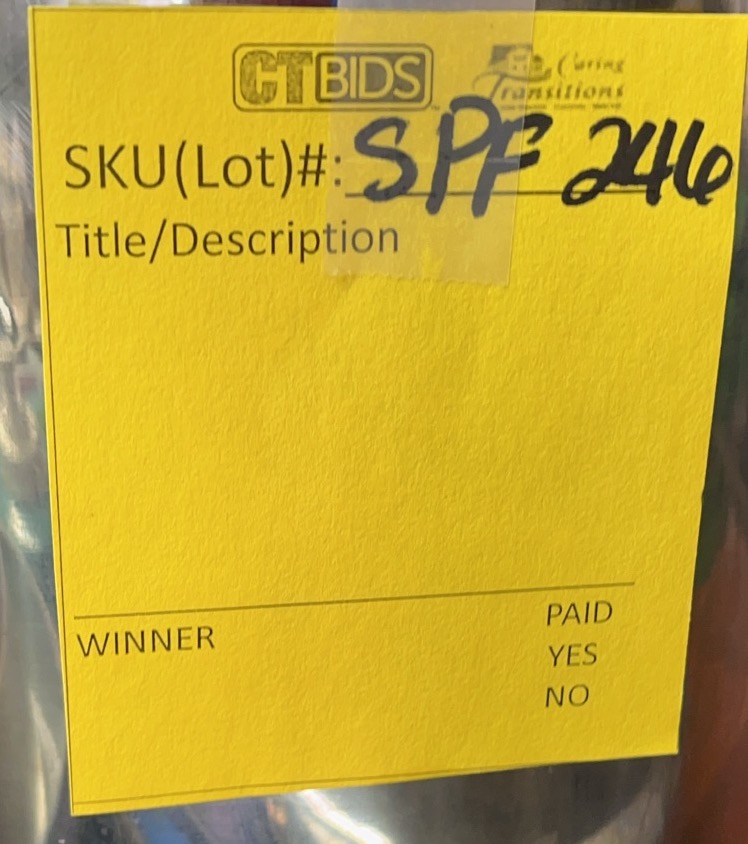 CTBIDS
Caring Transitions
SKU(Lot)#: SPF 246
Title/Description
WINNER
PAID
YES
NO